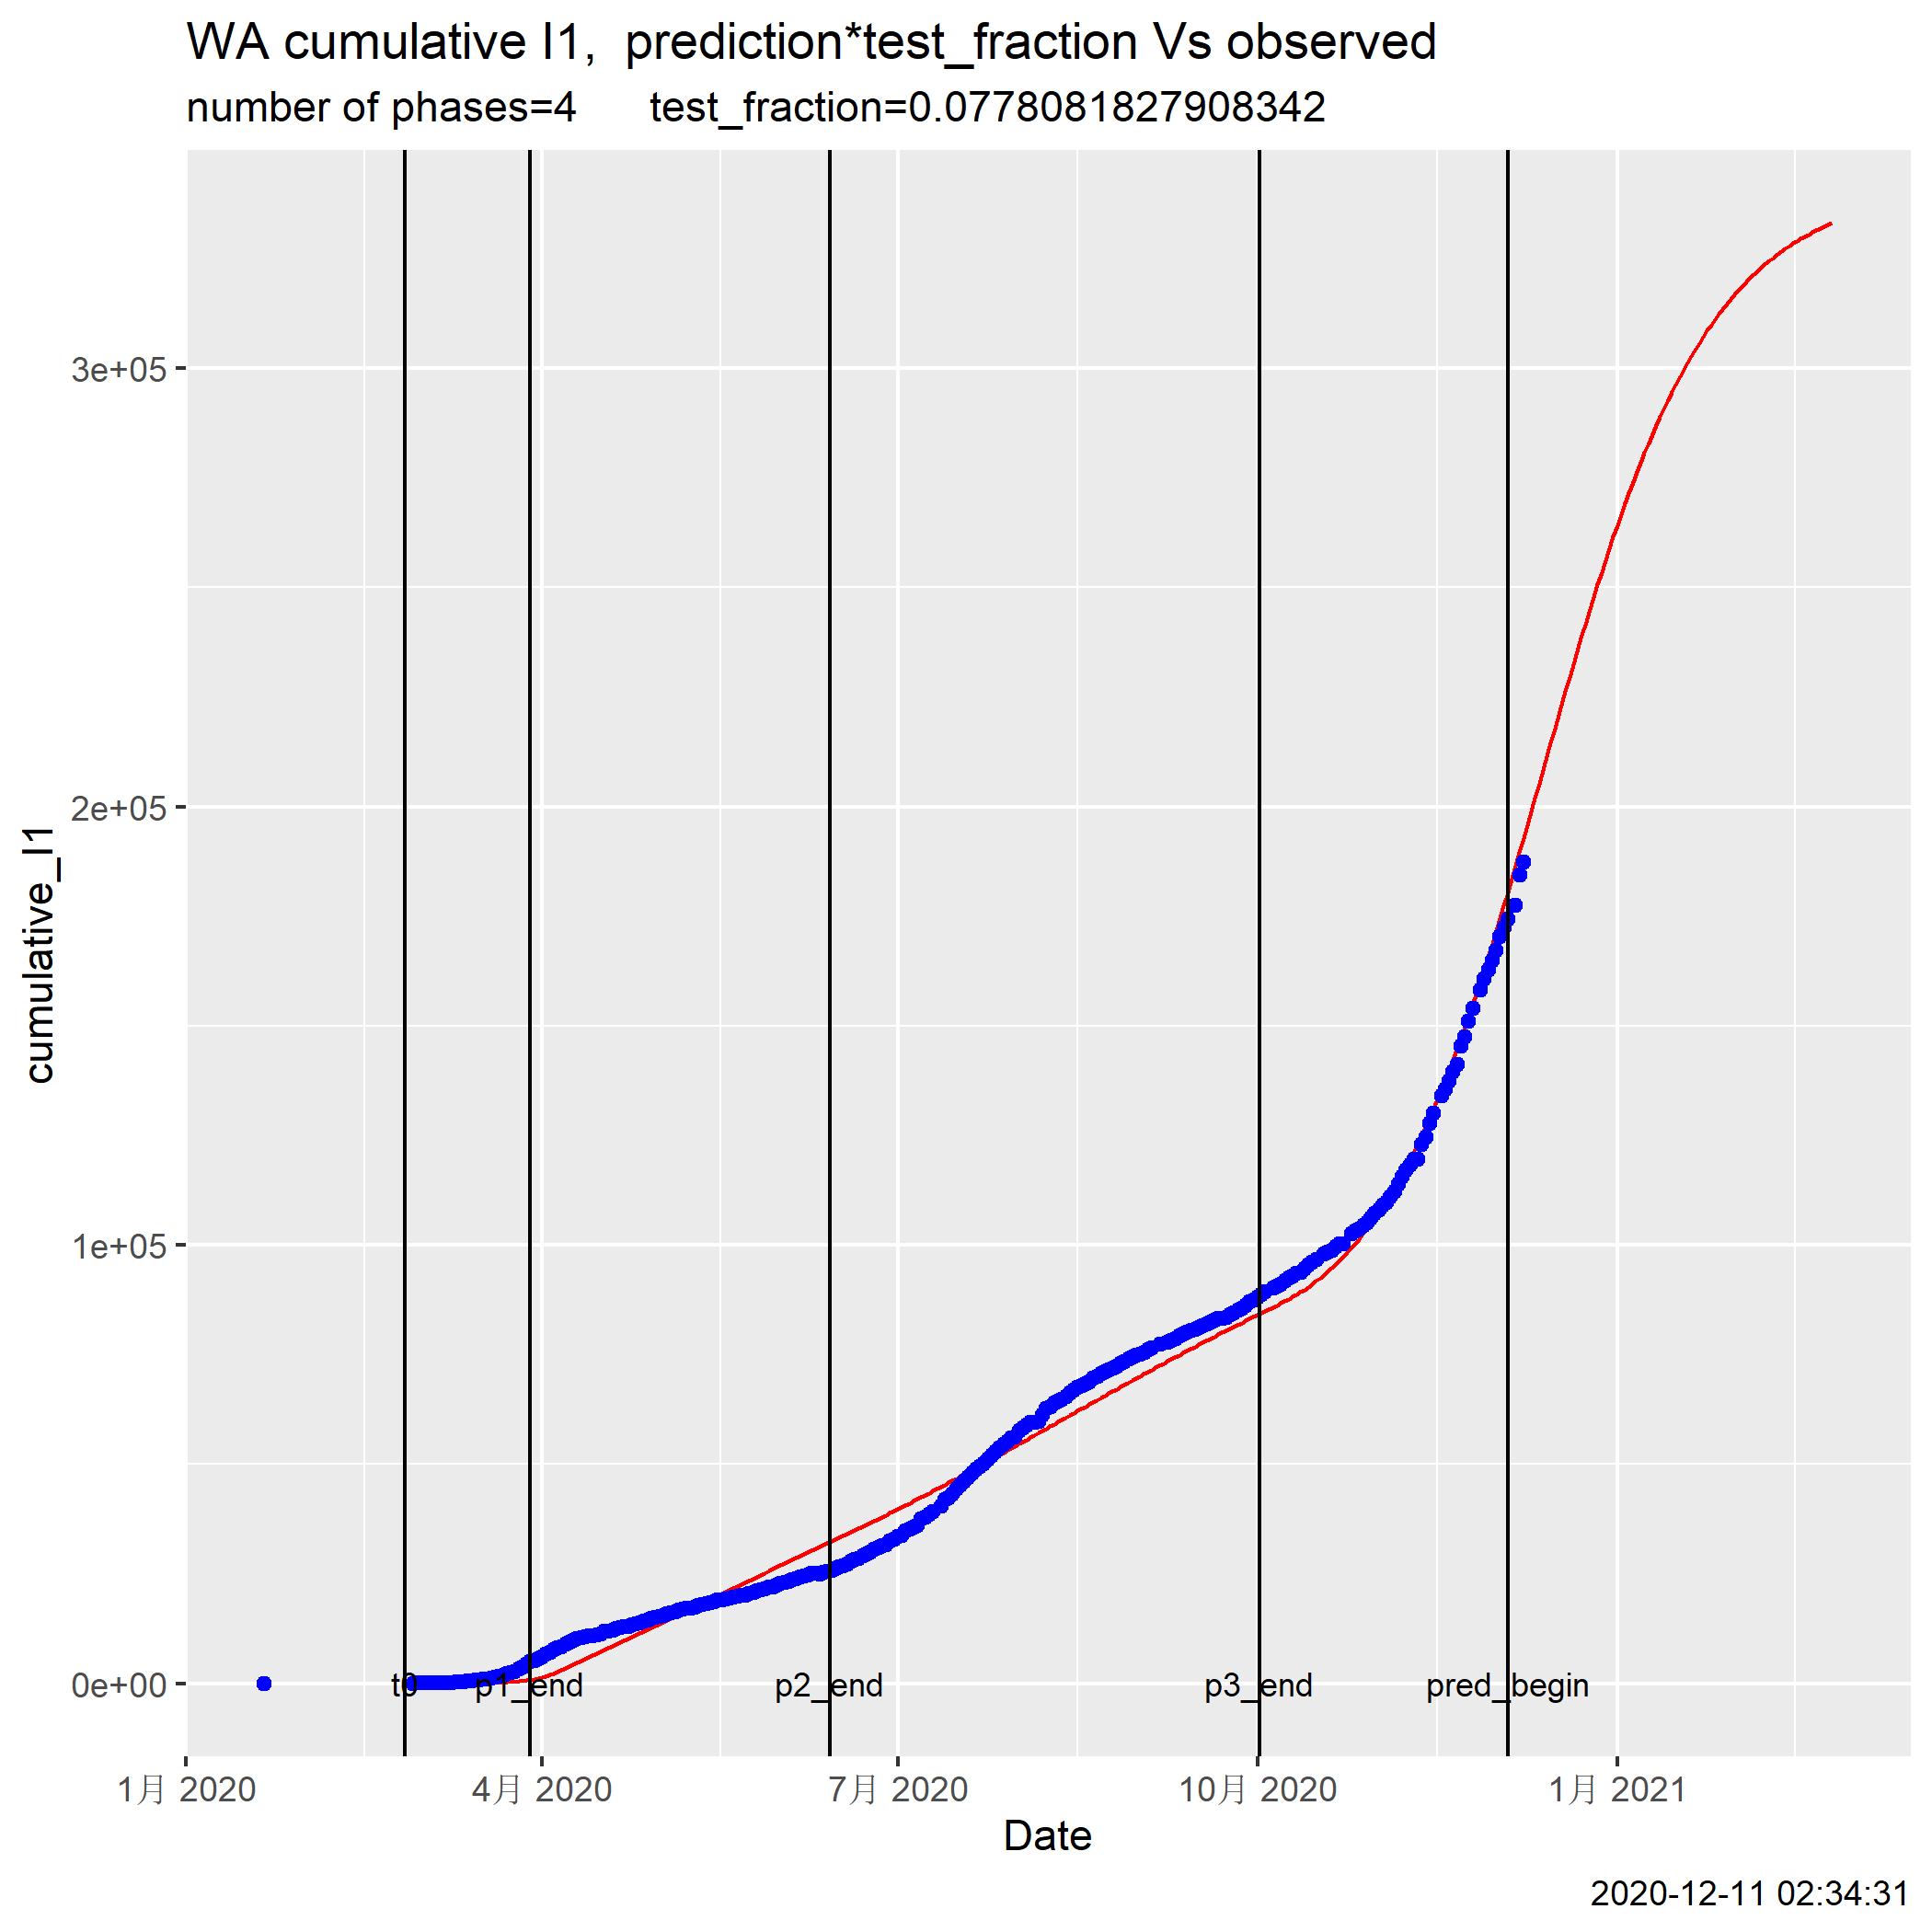 WA cumulative I1,  prediction*test_fraction Vs observed
number of phases=4      test_fraction=0.0778081827908342
cumulative_I1
3e+05
2e+05
1e+05
0e+00
t0
p1_end
p2_end
p3_end
pred_begin
1月 2020
4月 2020
7月 2020
10月 2020
1月 2021
Date
2020-12-11 02:34:31